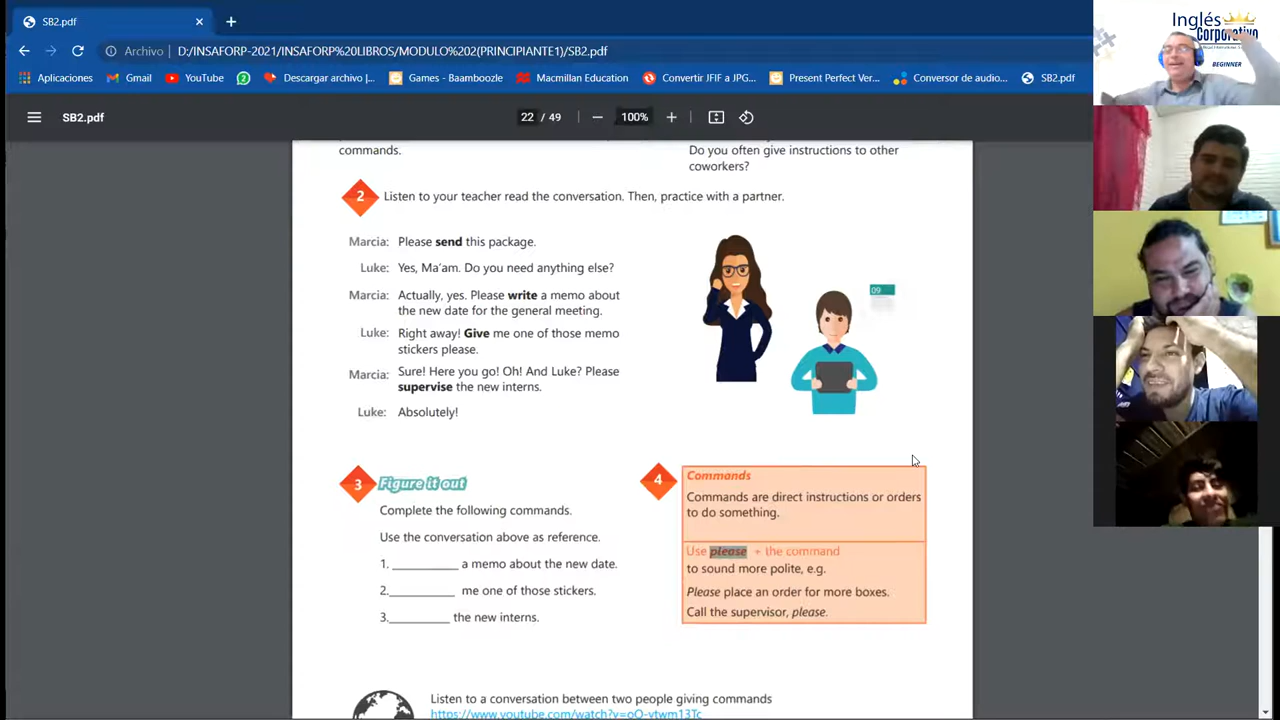 SB2.pdf
Archivo D:/INSAFORP-2021/INSAFORP%20LIBROS/MODULO%202(PRINCIPIANTE1)/SB2.pdf
Aplicaciones Gmail YouTube Descargar archivo | Games - Baamboozle Macmillan Education Convertir JFIF a JPG... Present Perfect Ver... Conversor de audio... SB2.pdf
SB2.pdf 22 / 49 100%
Inglés
Corporativo
BEGINNER
commands.
Do you often give instructions to other
coworkers?
2 Listen to your teacher read the conversation. Then, practice with a partner.
Marcia: Please send this package.
Luke: Yes, Ma'am. Do you need anything else?
Marcia: Actually, yes. Please write a memo about
the new date for the general meeting.
Luke: Right away! Give me one of those memo
stickers please.
Marcia: Sure! Here you go! Oh! And Luke? Please
supervise the new interns.
Luke: Absolutely!
09
3 Figure it out
Complete the following commands.
Use the conversation above as reference.
1. __________ a memo about the new date.
2.__________ me one of those stickers.
3._________ the new interns.
4 Commands
Commands are direct instructions or orders
to do something.
Use please + the command
to sound more polite, e.g.
Please place an order for more boxes.
Call the supervisor, please.
Listen to a conversation between two people giving commands
https://www.youtube.com/watch?v=oO-vtwm13Tc